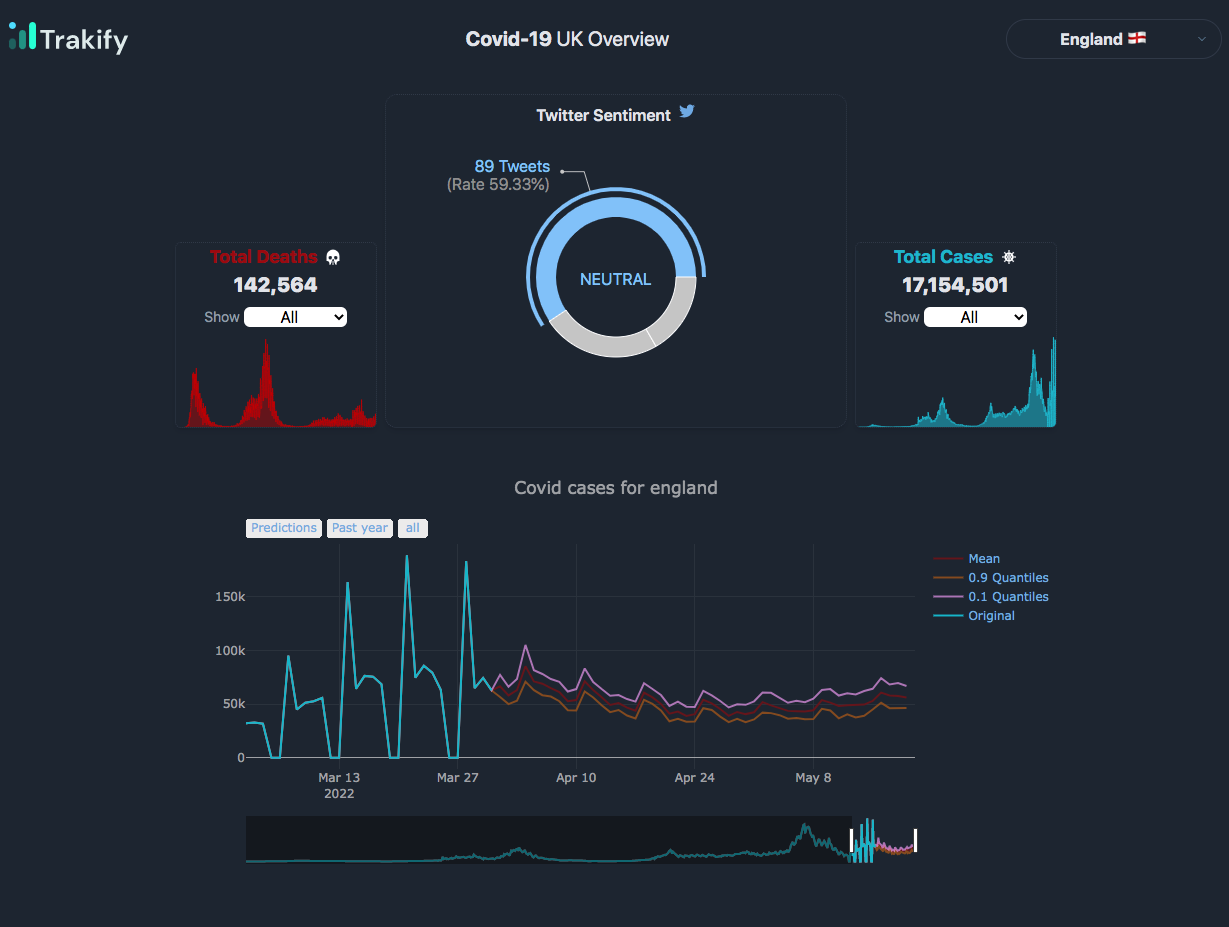 Trakify
Covid-19 UK Overview
England
Twitter Sentiment
89 Tweets
(Rate 59.33%)
NEUTRAL
Total Deaths
142,564
Show All
Total Cases
17,154,501
Show All
Covid cases for england
Predictions Past year all
150k
100k
50k
0
Mar 13
2022
Mar 27
Apr 10
Apr 24
May 8
Mean
0.9 Quantiles
0.1 Quantiles
Original